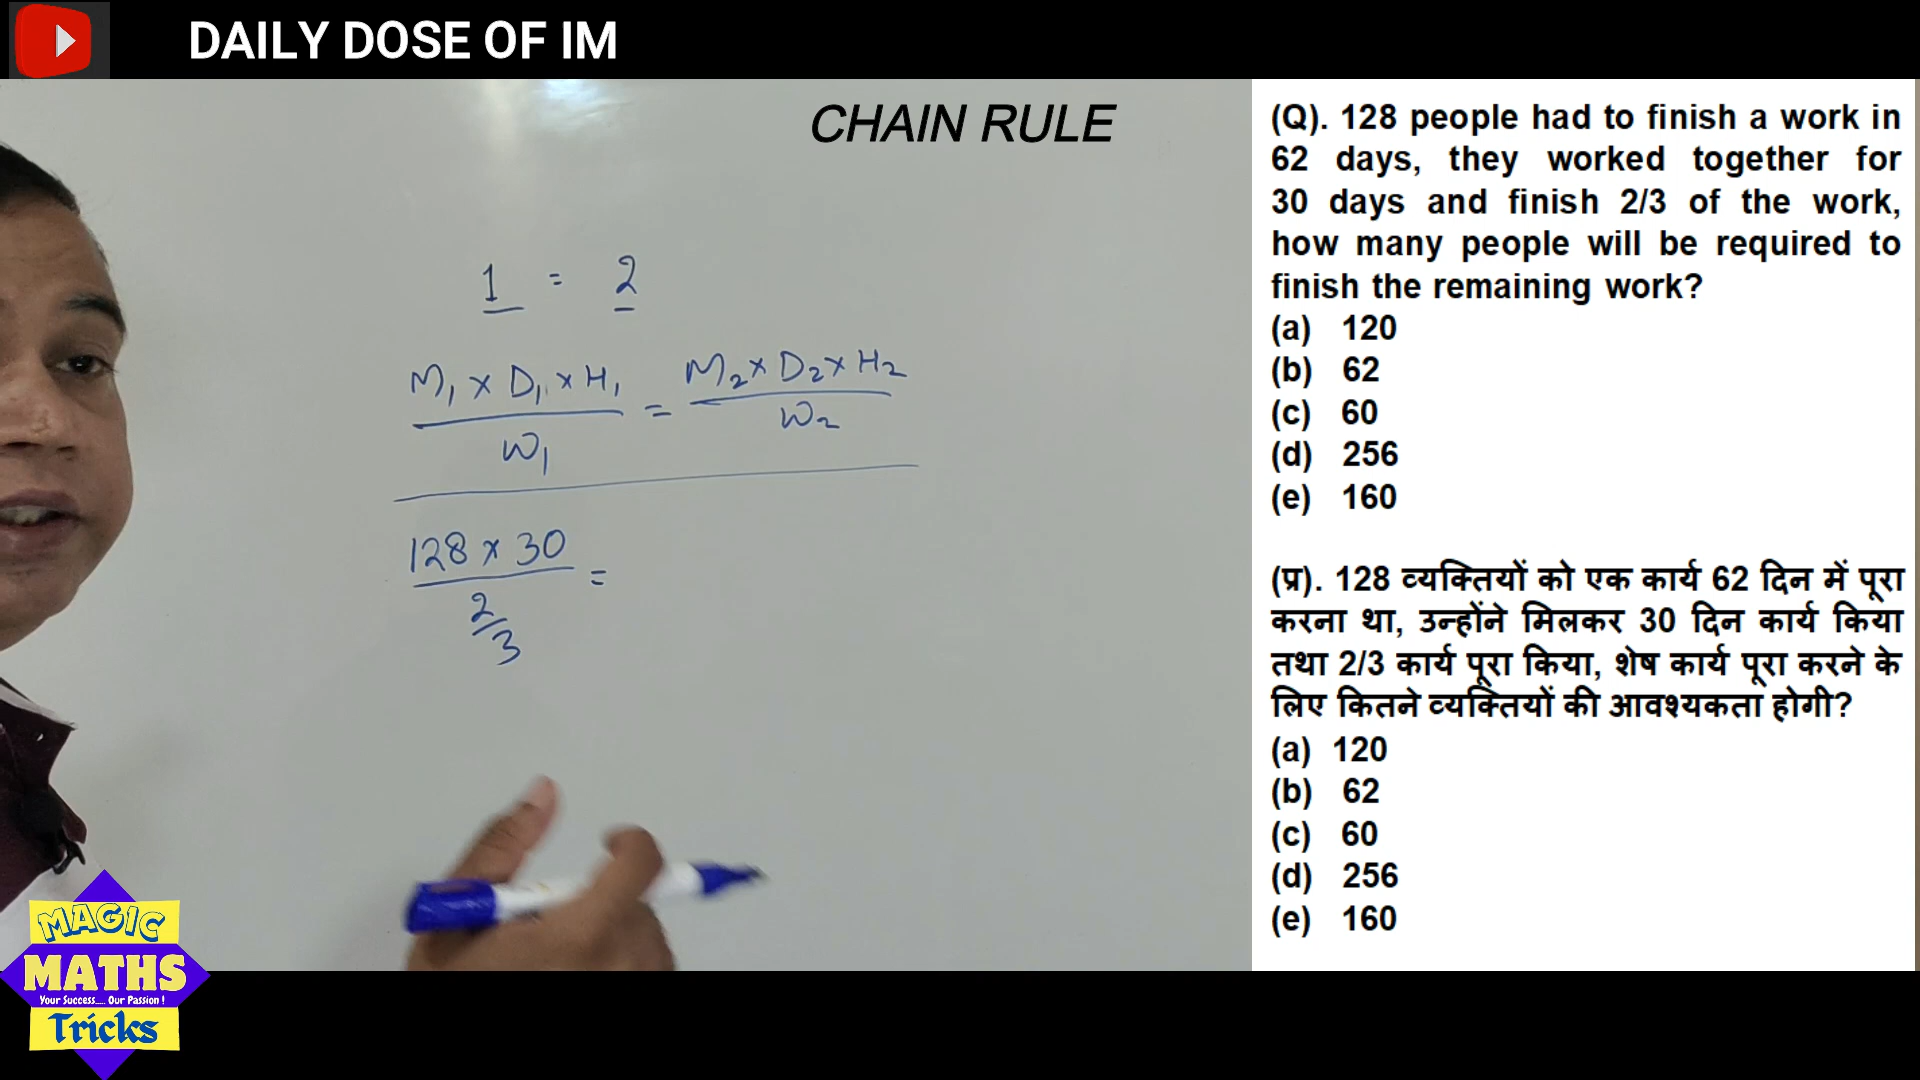 DAILY DOSE OF IM
CHAIN RULE
1 = 2
M₁ × D₁ × H₁ / W₁ = M₂ × D₂ × H₂ / W₂
128 × 30 / 2/3 =
(Q). 128 people had to finish a work in
62 days, they worked together for
30 days and finish 2/3 of the work,
how many people will be required to
finish the remaining work?
(a) 120
(b) 62
(c) 60
(d) 256
(e) 160
(प्र). 128 व्यक्तियों को एक कार्य 62 दिन में पूरा
करना था, उन्होंने मिलकर 30 दिन कार्य किया
तथा 2/3 कार्य पूरा किया, शेष कार्य पूरा करने के
लिए कितने व्यक्तियों की आवश्यकता होगी?
(a) 120
(b) 62
(c) 60
(d) 256
(e) 160
MAGIC
MATHS
Your Success.... Our Passion !
Tricks